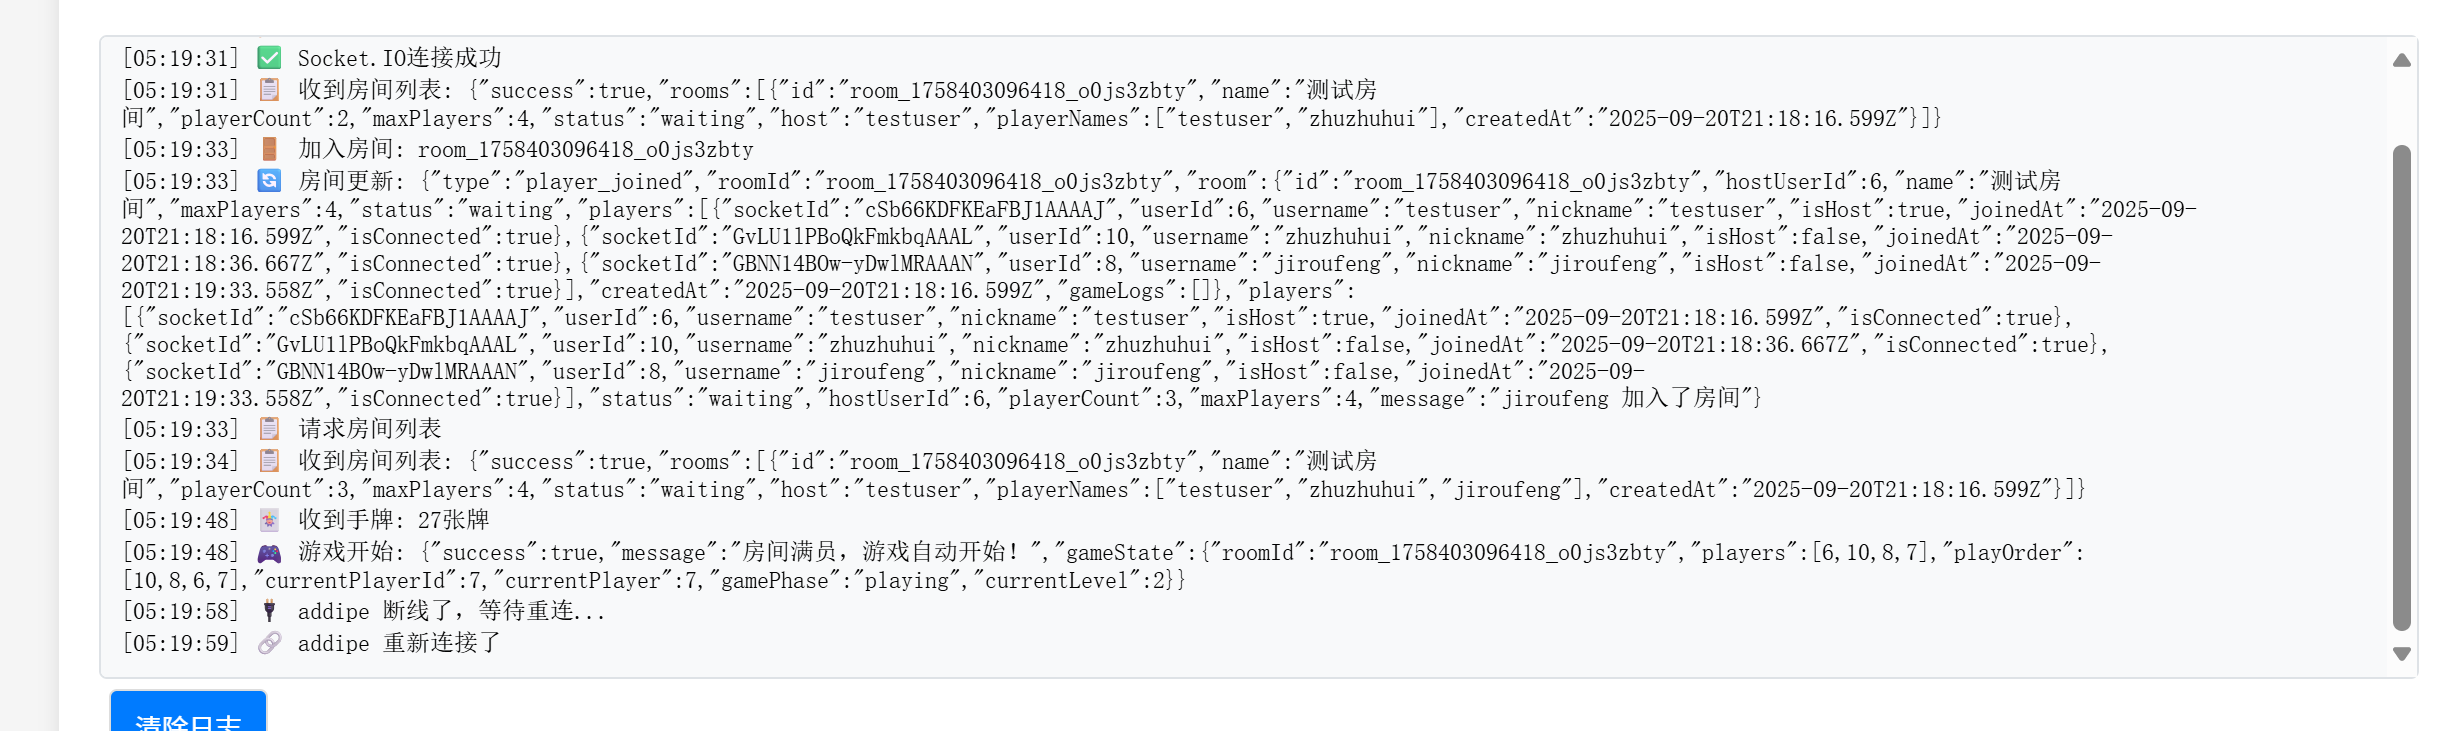 [05:19:31] ✅ Socket.IO连接成功
[05:19:31] 📋 收到房间列表: {"success":true,"rooms":[{"id":"room_1758403096418_o0js3zbty","name":"测试房
间","playerCount":2,"maxPlayers":4,"status":"waiting","host":"testuser","playerNames":["testuser","zhuzhuhui"],"createdAt":"2025-09-20T21:18:16.599Z"}]}
[05:19:33] 🚪 加入房间: room_1758403096418_o0js3zbty
[05:19:33] 🔄 房间更新: {"type":"player_joined","roomId":"room_1758403096418_o0js3zbty","room":{"id":"room_1758403096418_o0js3zbty","hostUserId":6,"name":"测试房
间","maxPlayers":4,"status":"waiting","players":[{"socketId":"cSb66KDFKEaFBJ1AAAAJ","userId":6,"username":"testuser","nickname":"testuser","isHost":true,"joinedAt":"2025-09-
20T21:18:16.599Z","isConnected":true},{"socketId":"GvLU1lPBoQkFmkbqAAAL","userId":10,"username":"zhuzhuhui","nickname":"zhuzhuhui","isHost":false,"joinedAt":"2025-09-
20T21:18:36.667Z","isConnected":true},{"socketId":"GBNN14BOw-yDwlMRAAAN","userId":8,"username":"jiroufeng","nickname":"jiroufeng","isHost":false,"joinedAt":"2025-09-
20T21:19:33.558Z","isConnected":true}],"createdAt":"2025-09-20T21:18:16.599Z","gameLogs":[]},"players":
[{"socketId":"cSb66KDFKEaFBJ1AAAAJ","userId":6,"username":"testuser","nickname":"testuser","isHost":true,"joinedAt":"2025-09-20T21:18:16.599Z","isConnected":true},
{"socketId":"GvLU1lPBoQkFmkbqAAAL","userId":10,"username":"zhuzhuhui","nickname":"zhuzhuhui","isHost":false,"joinedAt":"2025-09-20T21:18:36.667Z","isConnected":true},
{"socketId":"GBNN14BOw-yDwlMRAAAN","userId":8,"username":"jiroufeng","nickname":"jiroufeng","isHost":false,"joinedAt":"2025-09-
20T21:19:33.558Z","isConnected":true}],"status":"waiting","hostUserId":6,"playerCount":3,"maxPlayers":4,"message":"jiroufeng 加入了房间"}
[05:19:33] 📋 请求房间列表
[05:19:34] 📋 收到房间列表: {"success":true,"rooms":[{"id":"room_1758403096418_o0js3zbty","name":"测试房
间","playerCount":3,"maxPlayers":4,"status":"waiting","host":"testuser","playerNames":["testuser","zhuzhuhui","jiroufeng"],"createdAt":"2025-09-20T21:18:16.599Z"}]}
[05:19:48] 🃏 收到手牌: 27张牌
[05:19:48] 🎮 游戏开始: {"success":true,"message":"房间满员，游戏自动开始！","gameState":{"roomId":"room_1758403096418_o0js3zbty","players":[6,10,8,7],"playOrder":
[10,8,6,7],"currentPlayerId":7,"currentPlayer":7,"gamePhase":"playing","currentLevel":2}}
[05:19:58] 🔌 addipe 断线了，等待重连...
[05:19:59] 🔗 addipe 重新连接了
清除日志